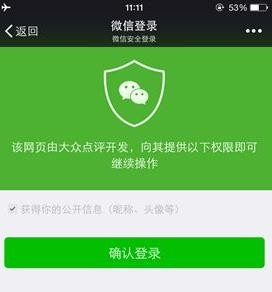 11:11
53%
返回
微信登录
微信安全登录
该网页由大众点评开发，向其提供以下权限即可
继续操作
获得你的公开信息（昵称、头像等）
确认登录